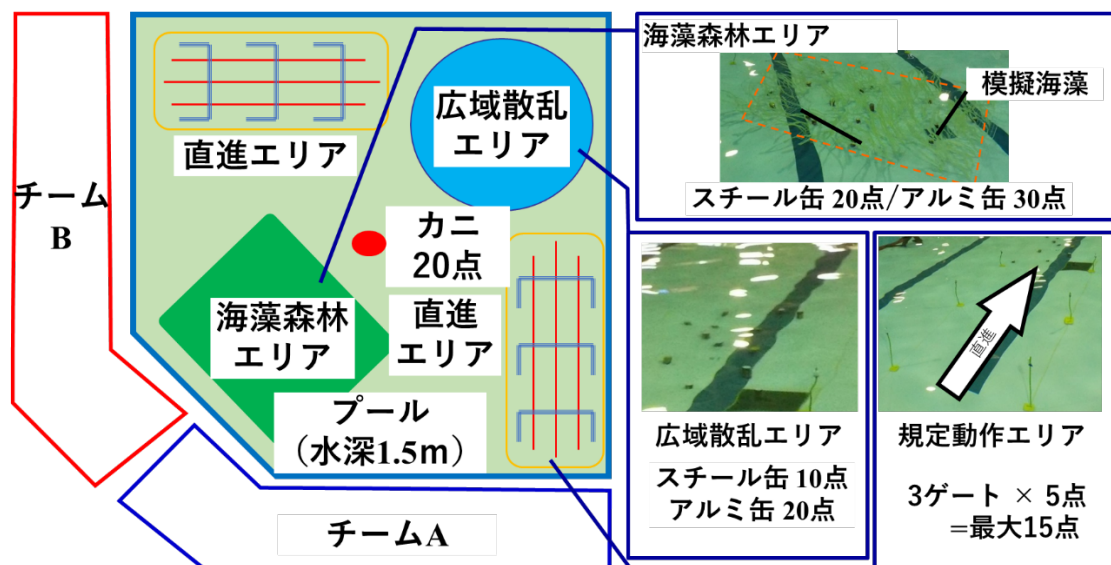 直進エリア
広域散乱
エリア
チーム
B
カニ
20点
海藻森林
エリア
直進
エリア
プール
(水深1.5m)
チームA
海藻森林エリア
模擬海藻
スチール缶 20点/アルミ缶 30点
広域散乱エリア
スチール缶 10点
アルミ缶 20点
直進
規定動作エリア
3ゲート × 5点
=最大15点